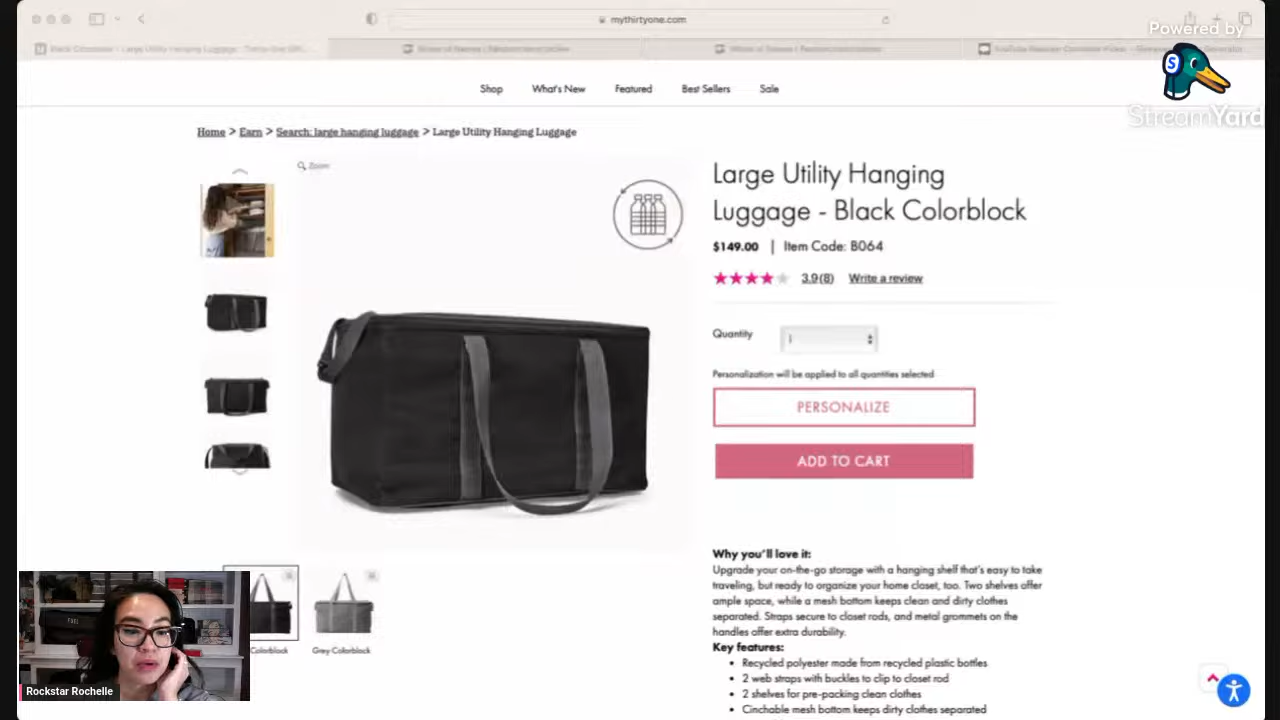 mythirtyone.com
Powered by
StreamYard
Shop
What's New
Featured
Best Sellers
Sale
Home > Earn > Search: large hanging luggage > Large Utility Hanging Luggage
Zoom
Large Utility Hanging
Luggage - Black Colorblock
$149.00 | Item Code: B064
3.9(8) Write a review
Quantity
1
Personalization will be applied to all quantities selected
PERSONALIZE
ADD TO CART
Why you'll love it:
Upgrade your on-the-go storage with a hanging shelf that's easy to take
traveling, but ready to organize your home closet, too. Two shelves offer
ample space, while a mesh bottom keeps clean and dirty clothes
separated. Straps secure to closet rods, and metal grommets on the
handles offer extra durability.
Key features:
Recycled polyester made from recycled plastic bottles
2 web straps with buckles to clip to closet rod
2 shelves for pre-packing clean clothes
Cinchable mesh bottom keeps dirty clothes separated
Colorblock
Grey Colorblock
Rockstar Rochelle